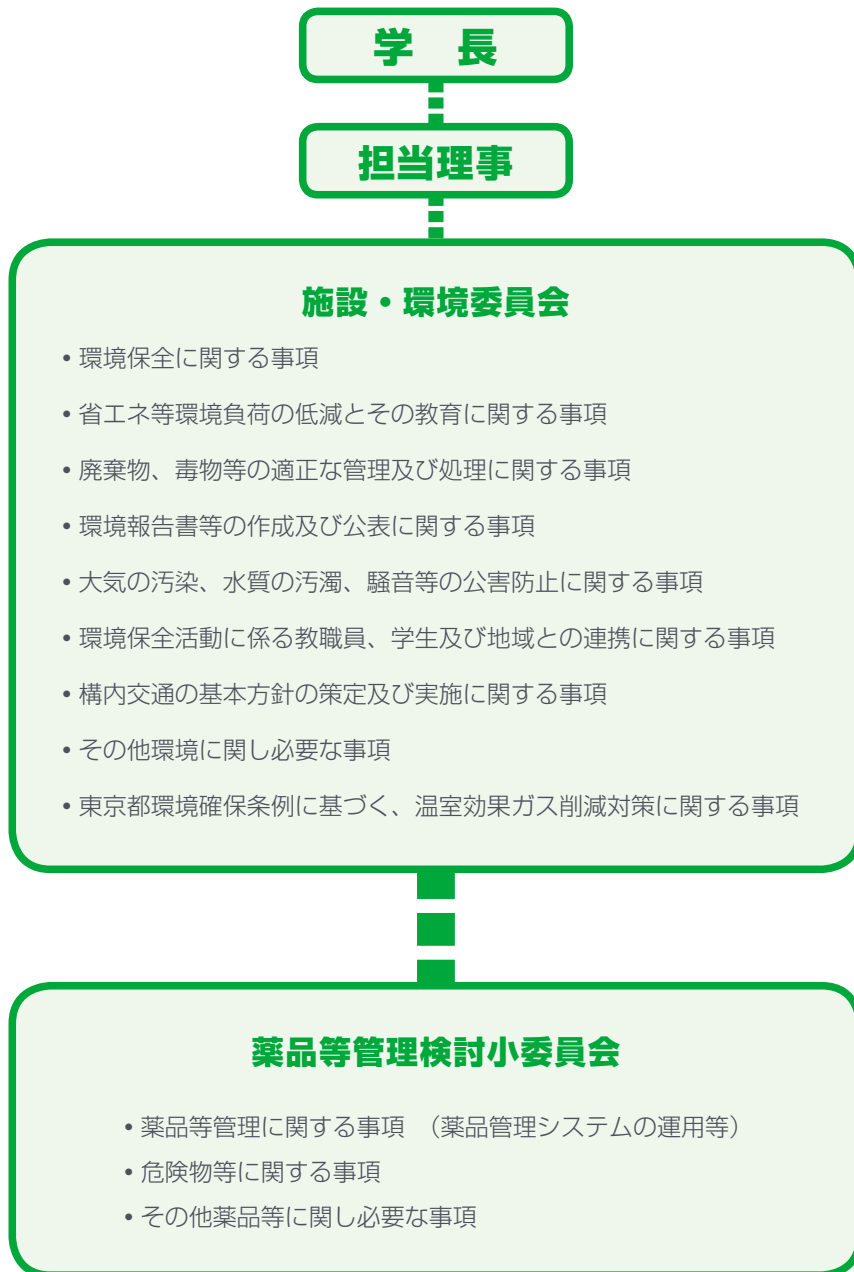 学　長
担当理事
施設・環境委員会
• 環境保全に関する事項
• 省エネ等環境負荷の低減とその教育に関する事項
• 廃棄物、毒物等の適正な管理及び処理に関する事項
• 環境報告書等の作成及び公表に関する事項
• 大気の汚染、水質の汚濁、騒音等の公害防止に関する事項
• 環境保全活動に係る教職員、学生及び地域との連携に関する事項
• 構内交通の基本方針の策定及び実施に関する事項
• その他環境に関し必要な事項
• 東京都環境確保条例に基づく、温室効果ガス削減対策に関する事項
薬品等管理検討小委員会
• 薬品等管理に関する事項　（薬品管理システムの運用等）
• 危険物等に関する事項
• その他薬品等に関し必要な事項